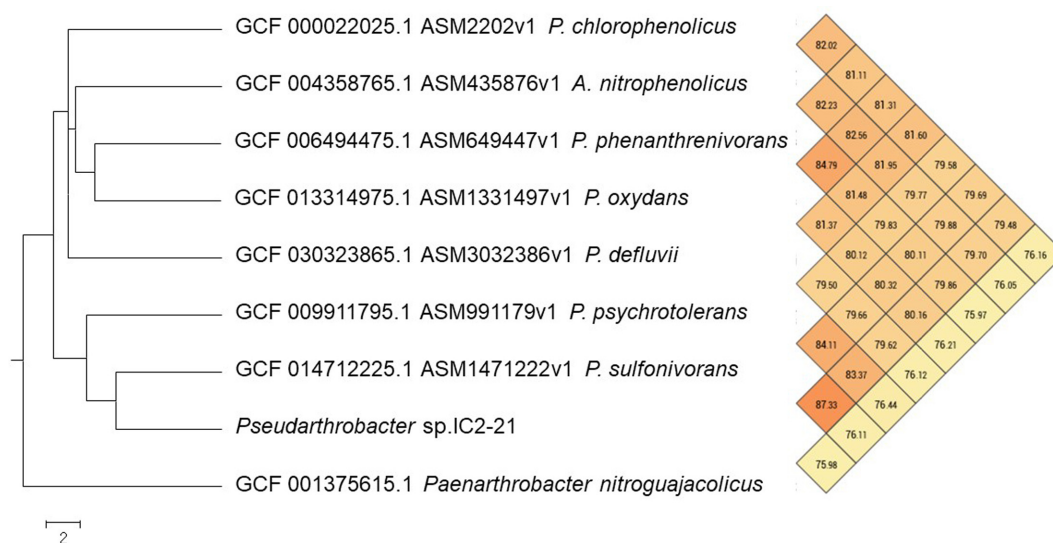 GCF 000022025.1 ASM2202v1 P. chlorophenolicus
GCF 004358765.1 ASM435876v1 A. nitrophenolicus
GCF 006494475.1 ASM649447v1 P. phenanthrenivorans
GCF 013314975.1 ASM1331497v1 P. oxydans
GCF 030323865.1 ASM3032386v1 P. defluvii
GCF 009911795.1 ASM991179v1 P. psychrotolerans
GCF 014712225.1 ASM1471222v1 P. sulfonivorans
Pseudarthrobacter sp.IC2-21
GCF 001375615.1 Paenarthrobacter nitroguajacolicus
2
82.02
81.11
82.23 81.31
82.56 81.60
84.79 81.95 79.58
81.48 79.77 79.69
81.37 79.83 79.88 79.48
80.12 80.11 79.70 76.16
79.50 80.32 79.86 76.05
79.66 80.16 75.97
84.11 79.62 76.21
83.37 76.12
87.33 76.44
76.11
75.98